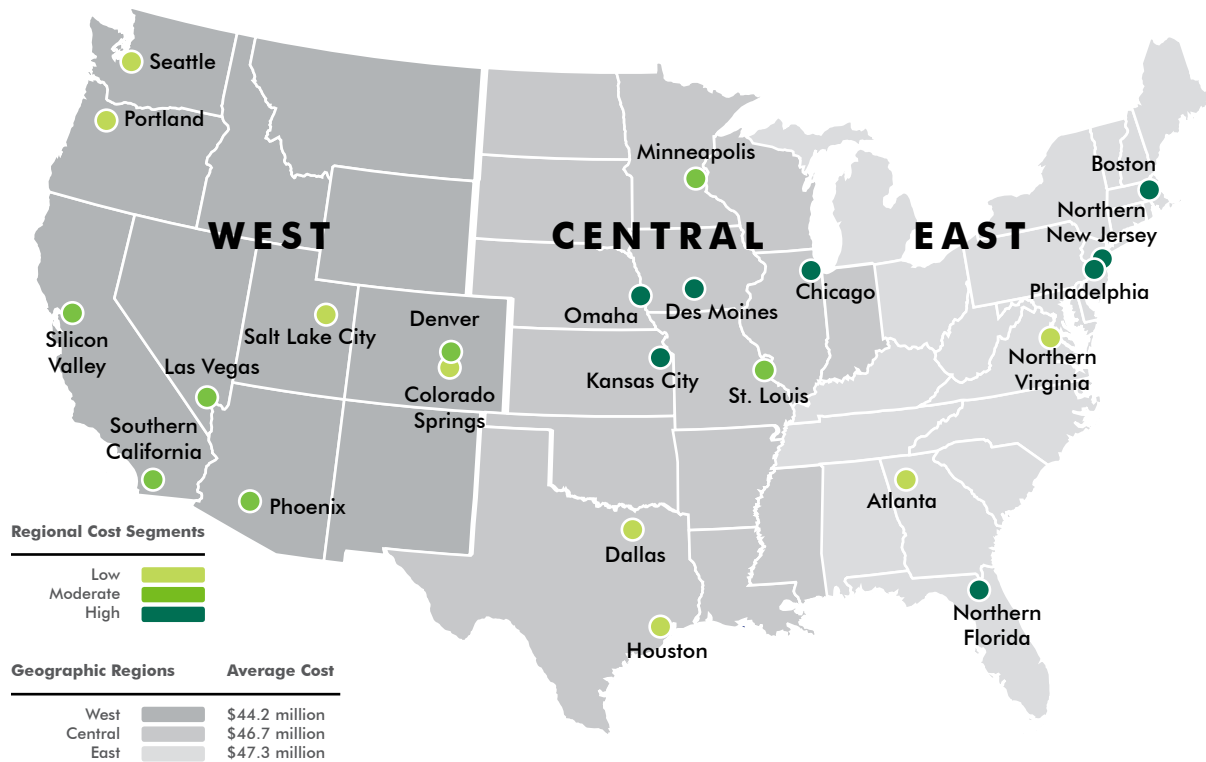 Seattle
Portland
Minneapolis
Boston
Northern
New Jersey
WEST
CENTRAL
EAST
Chicago
Philadelphia
Omaha
Des Moines
Denver
Salt Lake City
Silicon
Valley
Las Vegas
Colorado
Springs
Kansas City
St. Louis
Northern
Virginia
Southern
California
Phoenix
Atlanta
Dallas
Houston
Northern
Florida
Regional Cost Segments
Low
Moderate
High
Geographic Regions Average Cost
West $44.2 million
Central $46.7 million
East $47.3 million